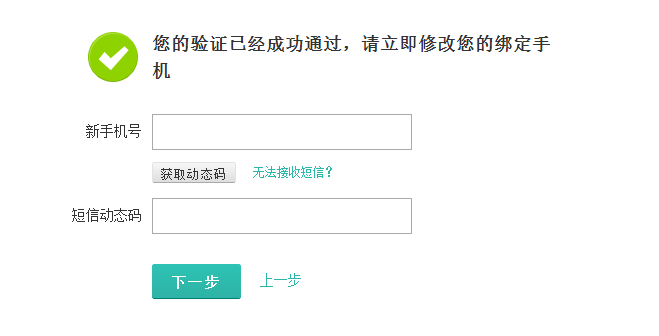 您的验证已经成功通过，请立即修改您的绑定手
机
新手机号
获取动态码 无法接收短信？
短信动态码
下一步 上一步